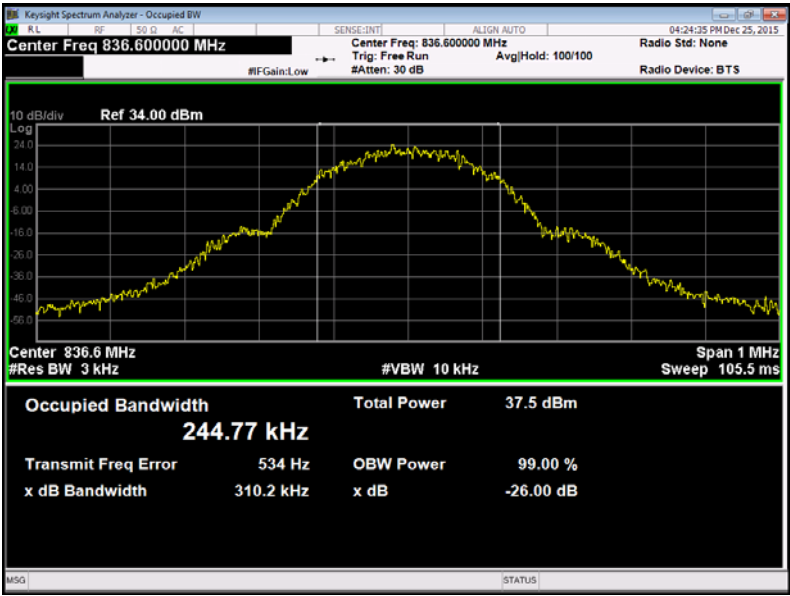 Keysight Spectrum Analyzer - Occupied BW
RL RF 50 Ω AC SENSE:INT ALIGN AUTO 04:24:35 PM Dec 25, 2015
Center Freq 836.600000 MHz Center Freq: 836.600000 MHz Radio Std: None
Trig: Free Run Avg|Hold: 100/100
#IFGain:Low #Atten: 30 dB Radio Device: BTS
10 dB/div Ref 34.00 dBm
Log
24.0
14.0
4.00
-6.00
-16.0
-26.0
-36.0
-46.0
-56.0
Center 836.6 MHz Span 1 MHz
#Res BW 3 kHz #VBW 10 kHz Sweep 105.5 ms
Occupied Bandwidth Total Power 37.5 dBm
244.77 kHz
Transmit Freq Error 534 Hz OBW Power 99.00 %
x dB Bandwidth 310.2 kHz x dB -26.00 dB
MSG STATUS